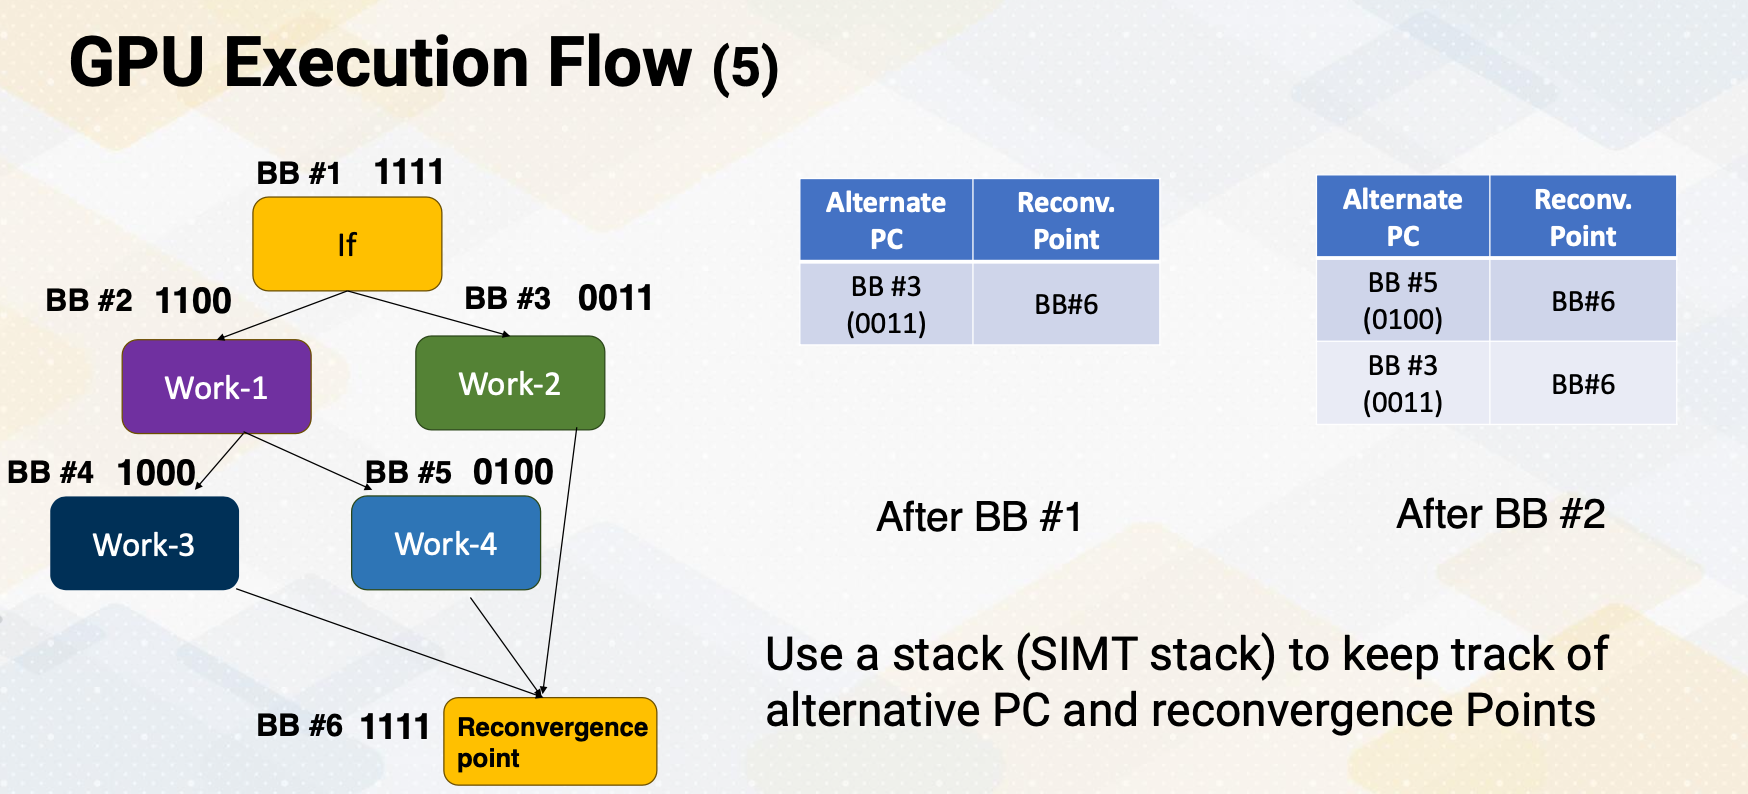 GPU Execution Flow (5)
BB #1 1111
If
BB #2 1100
BB #3 0011
Work-1
Work-2
BB #4 1000
BB #5 0100
Work-3
Work-4
BB #6 1111
Reconvergence
point
Alternate
PC
Reconv.
Point
BB #3
(0011)
BB#6
After BB #1
Alternate
PC
Reconv.
Point
BB #5
(0100)
BB#6
BB #3
(0011)
BB#6
After BB #2
Use a stack (SIMT stack) to keep track of
alternative PC and reconvergence Points